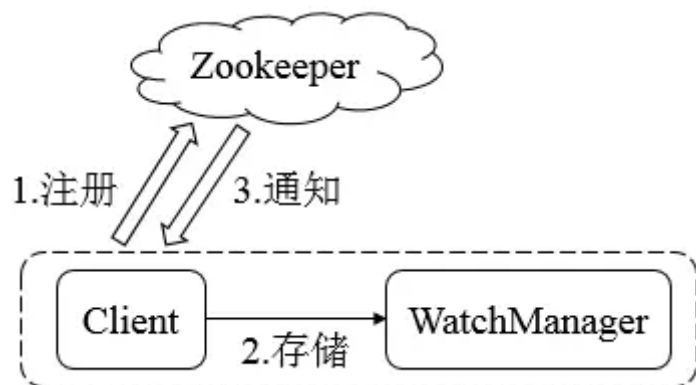 Zookeeper
1.注册
3.通知
Client
WatchManager
2.存储